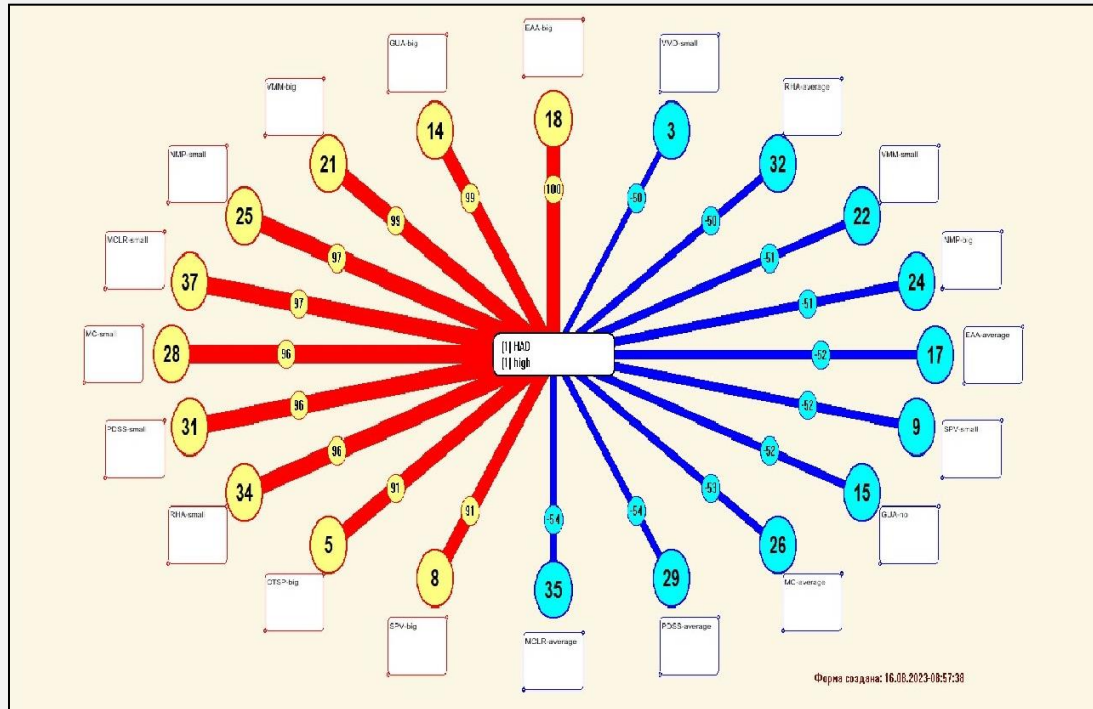 EAA-big
GUA-big
VMD-small
VMM-big
RHA-average
18
14
3
21
32
NMP-small
VMM-small
100
99
-50
25
99
-50
22
MCLR-small
97
-51
NMP-big
37
97
-51
24
MC-small
[1] HAD
EAA-average
28
96
-52
17
[1] high
PDSS-small
31
96
-52
9
SPV-small
96
-52
34
15
RHA-small
91
-53
GUA-no
91
-54
-54
5
26
OTSP-big
8
35
29
MC-average
SPV-big
MCLR-average
PDSS-average
Форма создана: 16.08.2023-08:57:38